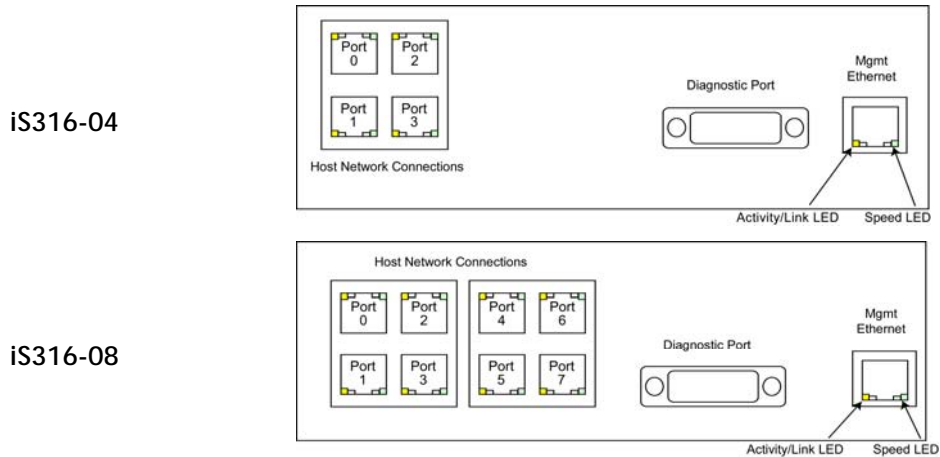 iS316-04
Port
0
Port
2
Port
1
Port
3
Host Network Connections
Diagnostic Port
Mgmt
Ethernet
Activity/Link LED
Speed LED
iS316-08
Host Network Connections
Port
0
Port
2
Port
4
Port
6
Port
1
Port
3
Port
5
Port
7
Diagnostic Port
Mgmt
Ethernet
Activity/Link LED
Speed LED